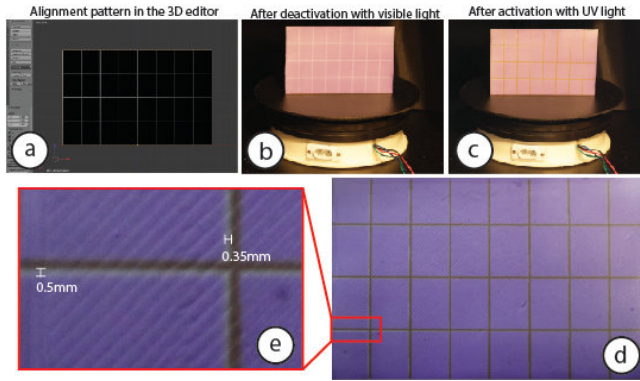 Alignment pattern in the 3D editor
After deactivation with visible light
After activation with UV light
a
b
c
0.35mm
0.5mm
e
d